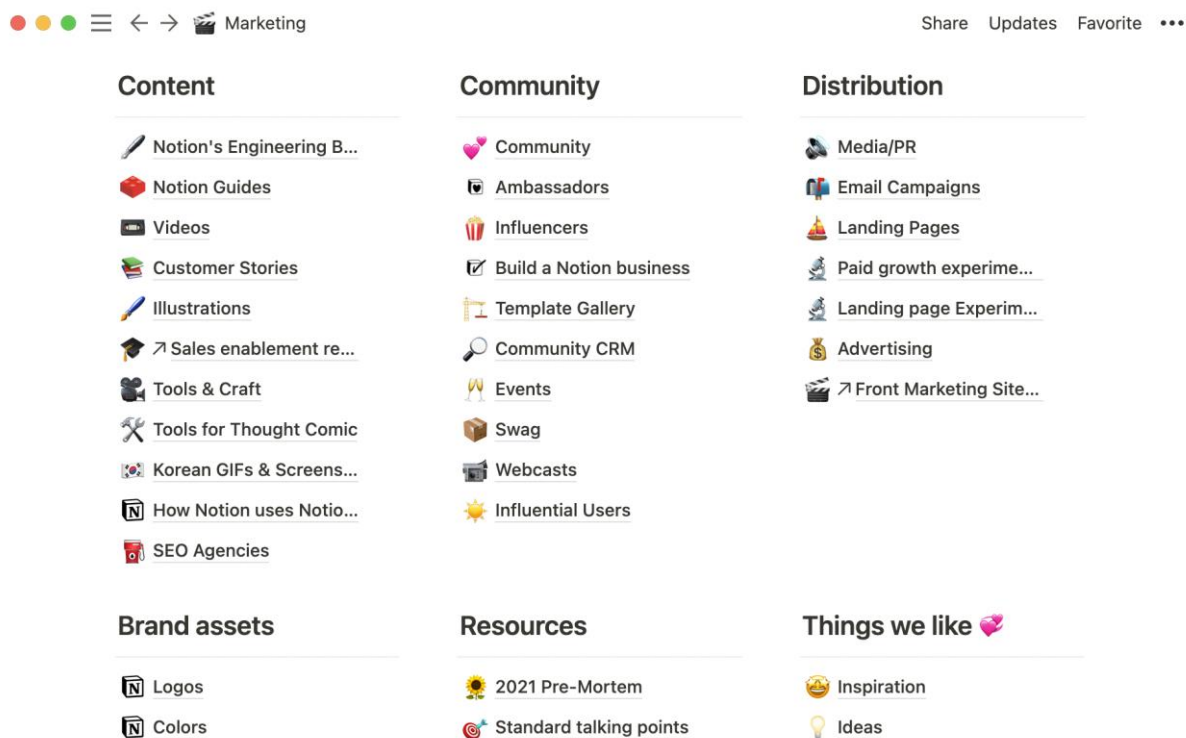 Marketing
Share Updates Favorite •••
Content
Notion's Engineering B...
Notion Guides
Videos
Customer Stories
Illustrations
↗ Sales enablement re...
Tools & Craft
Tools for Thought Comic
Korean GIFs & Screens...
How Notion uses Notio...
SEO Agencies
Community
Community
Ambassadors
Influencers
Build a Notion business
Template Gallery
Community CRM
Events
Swag
Webcasts
Influential Users
Distribution
Media/PR
Email Campaigns
Landing Pages
Paid growth experime...
Landing page Experim...
Advertising
↗ Front Marketing Site...
Brand assets
Logos
Colors
Resources
2021 Pre-Mortem
Standard talking points
Things we like 💞
Inspiration
Ideas